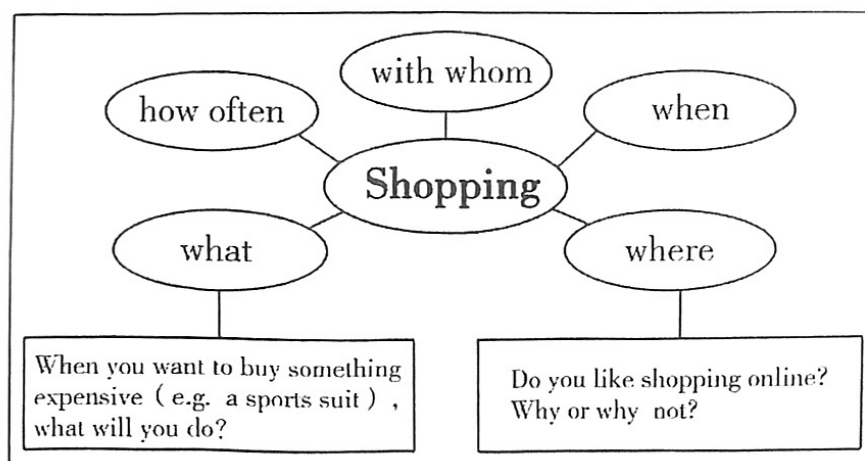 with whom
how often
when
Shopping
what
where
When you want to buy something
expensive ( e.g. a sports suit ) ,
what will you do?
Do you like shopping online?
Why or why not?